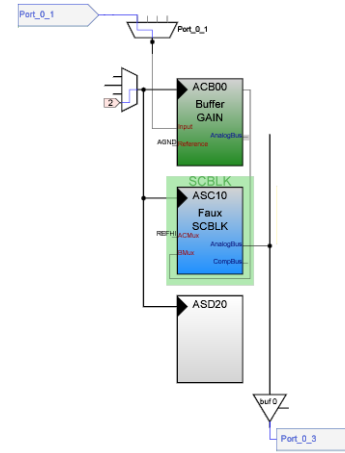 Port_0_1
Port_0_1
2
ACB00
Buffer
GAIN
Input
AnalogBus
AGND
Reference
SCBLK
ASC10
Faux
SCBLK
REFHI
ACMux
AnalogBus
BMux
CompBus
ASD20
buf 0
Port_0_3